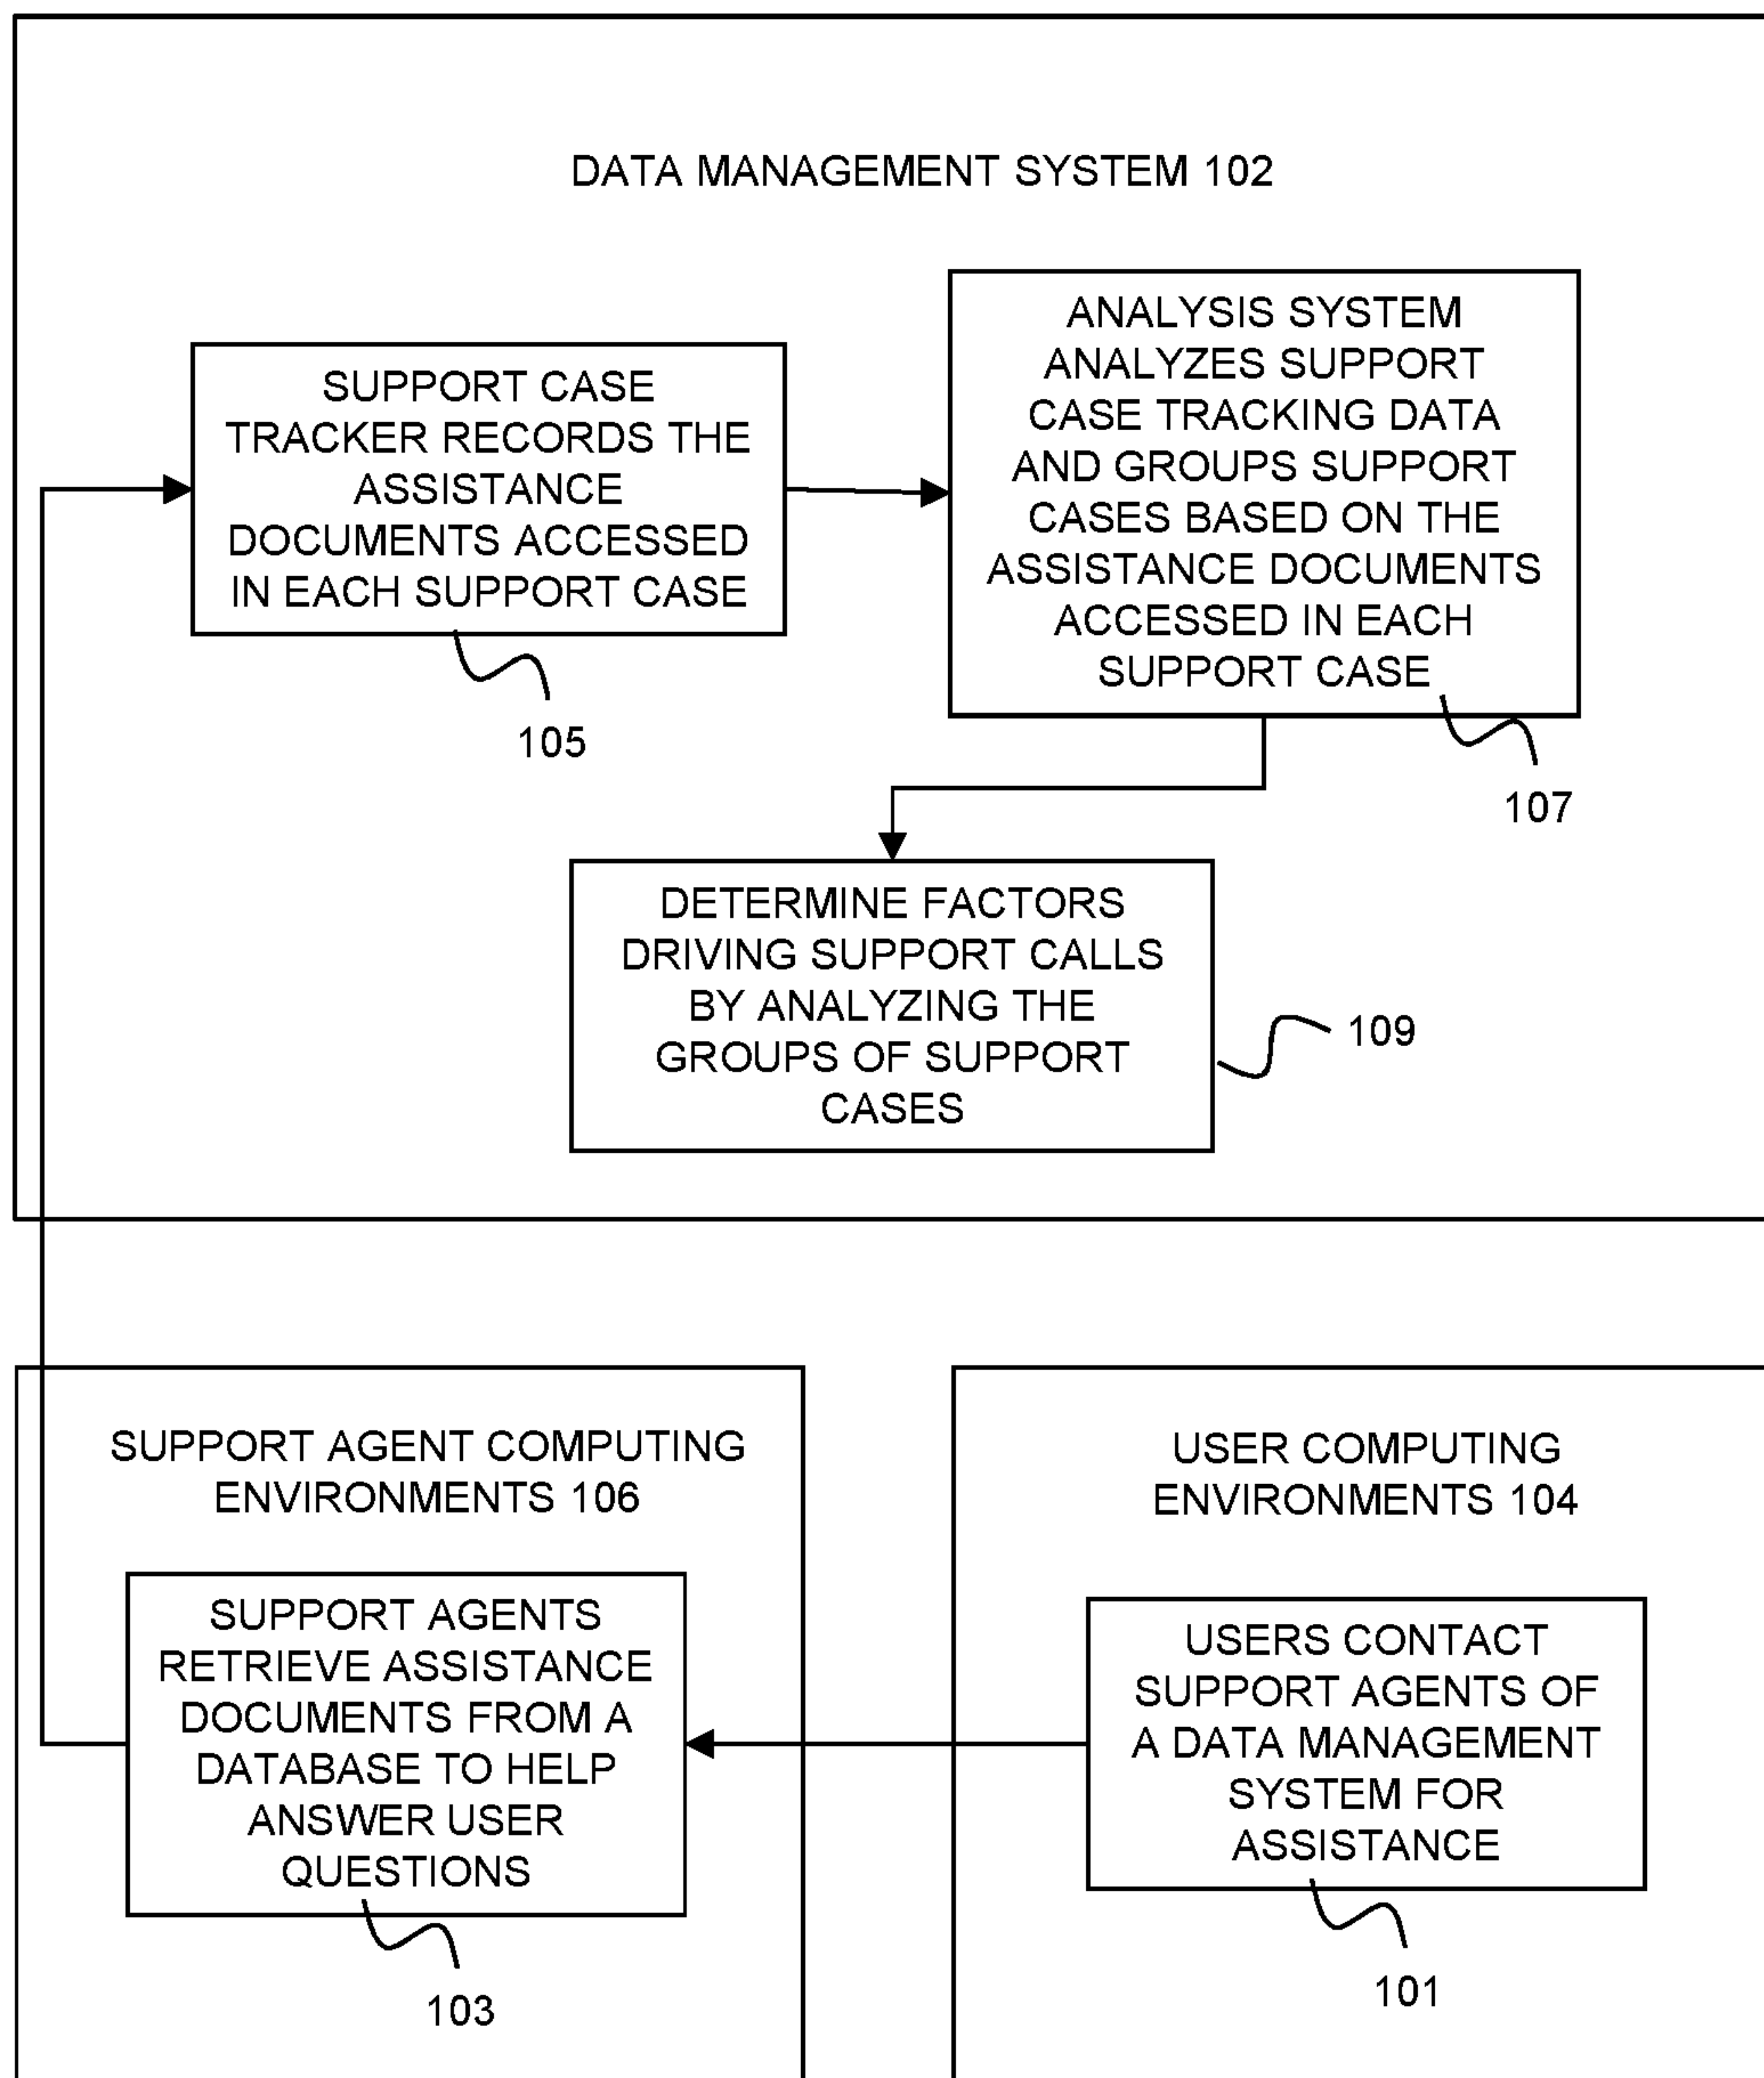 DATA MANAGEMENT SYSTEM 102
SUPPORT CASE
TRACKER RECORDS THE
ASSISTANCE
DOCUMENTS ACCESSED
IN EACH SUPPORT CASE
105
ANALYSIS SYSTEM
ANALYZES SUPPORT
CASE TRACKING DATA
AND GROUPS SUPPORT
CASES BASED ON THE
ASSISTANCE DOCUMENTS
ACCESSED IN EACH
SUPPORT CASE
107
DETERMINE FACTORS
DRIVING SUPPORT CALLS
BY ANALYZING THE
GROUPS OF SUPPORT
CASES
109
SUPPORT AGENT COMPUTING
ENVIRONMENTS 106
SUPPORT AGENTS
RETRIEVE ASSISTANCE
DOCUMENTS FROM A
DATABASE TO HELP
ANSWER USER
QUESTIONS
103
USER COMPUTING
ENVIRONMENTS 104
USERS CONTACT
SUPPORT AGENTS OF
A DATA MANAGEMENT
SYSTEM FOR
ASSISTANCE
101